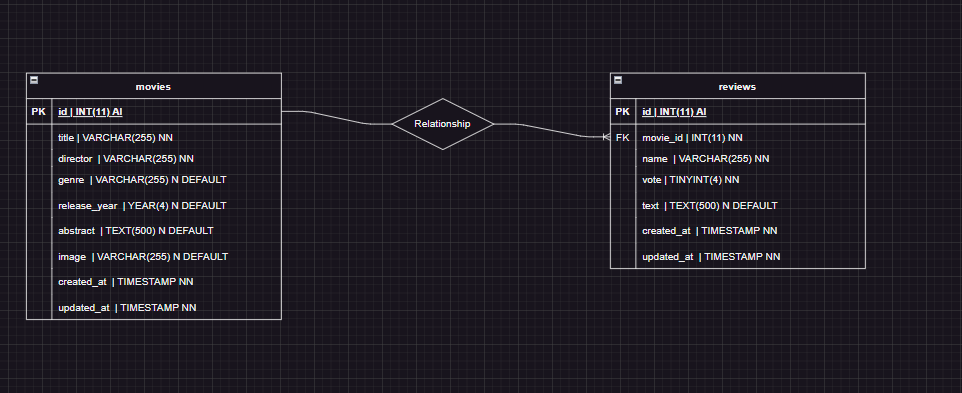 movies
PK id | INT(11) AI
title | VARCHAR(255) NN
director | VARCHAR(255) NN
genre | VARCHAR(255) N DEFAULT
release_year | YEAR(4) N DEFAULT
abstract | TEXT(500) N DEFAULT
image | VARCHAR(255) N DEFAULT
created_at | TIMESTAMP NN
updated_at | TIMESTAMP NN
Relationship
reviews
PK id | INT(11) AI
FK movie_id | INT(11) NN
name | VARCHAR(255) NN
vote | TINYINT(4) NN
text | TEXT(500) N DEFAULT
created_at | TIMESTAMP NN
updated_at | TIMESTAMP NN